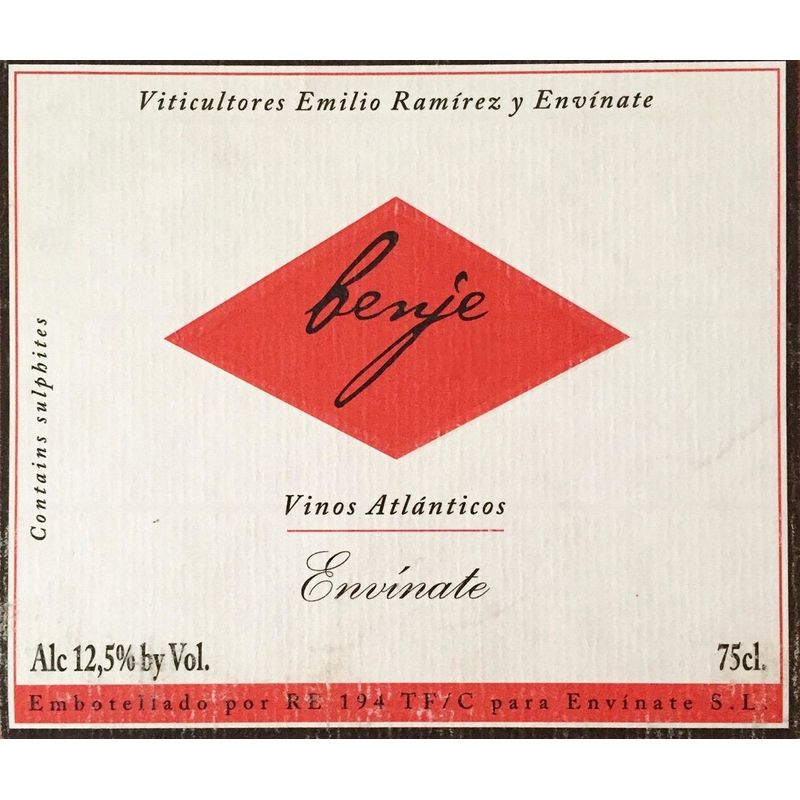 Viticultores Emilio Ramírez y Envínate
benje
Contains sulphites
Vinos Atlánticos
Envínate
Alc 12,5% by Vol.
75cl.
Embotellado por RE 194 TF/C para Envínate S.L.